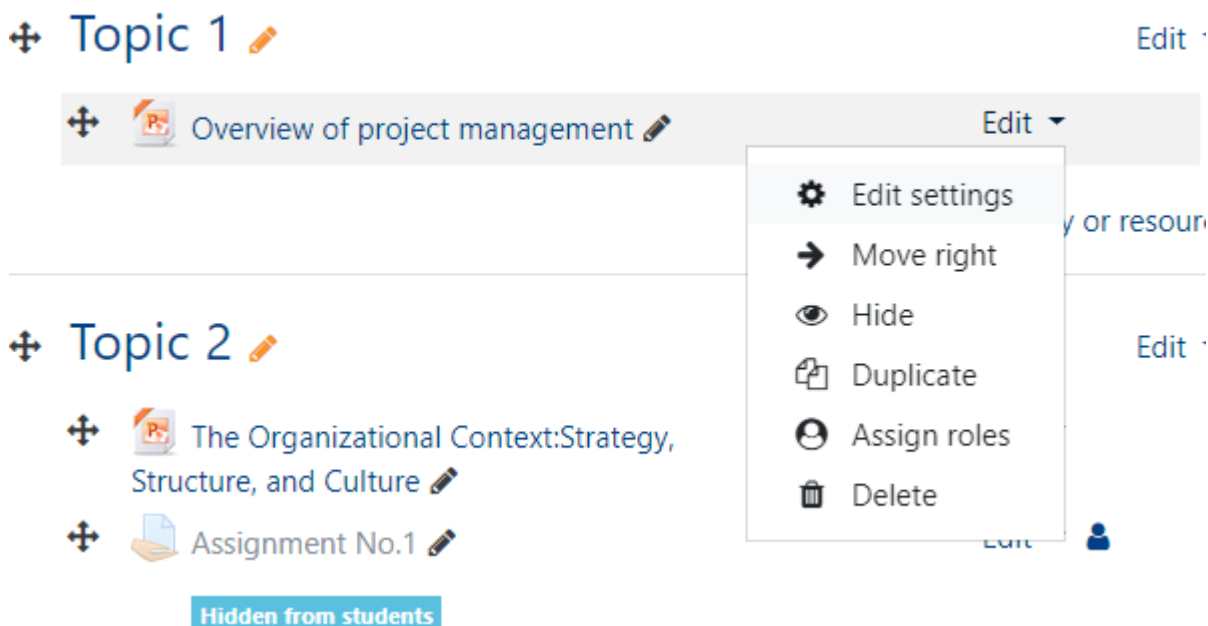 Topic 1
Edit
Overview of project management
Edit
Edit settings
Move right
Hide
Duplicate
Assign roles
Delete
or
Topic 2
Edit
The Organizational Context:Strategy,
Structure, and Culture
Assignment No.1
Edit
Hidden from students